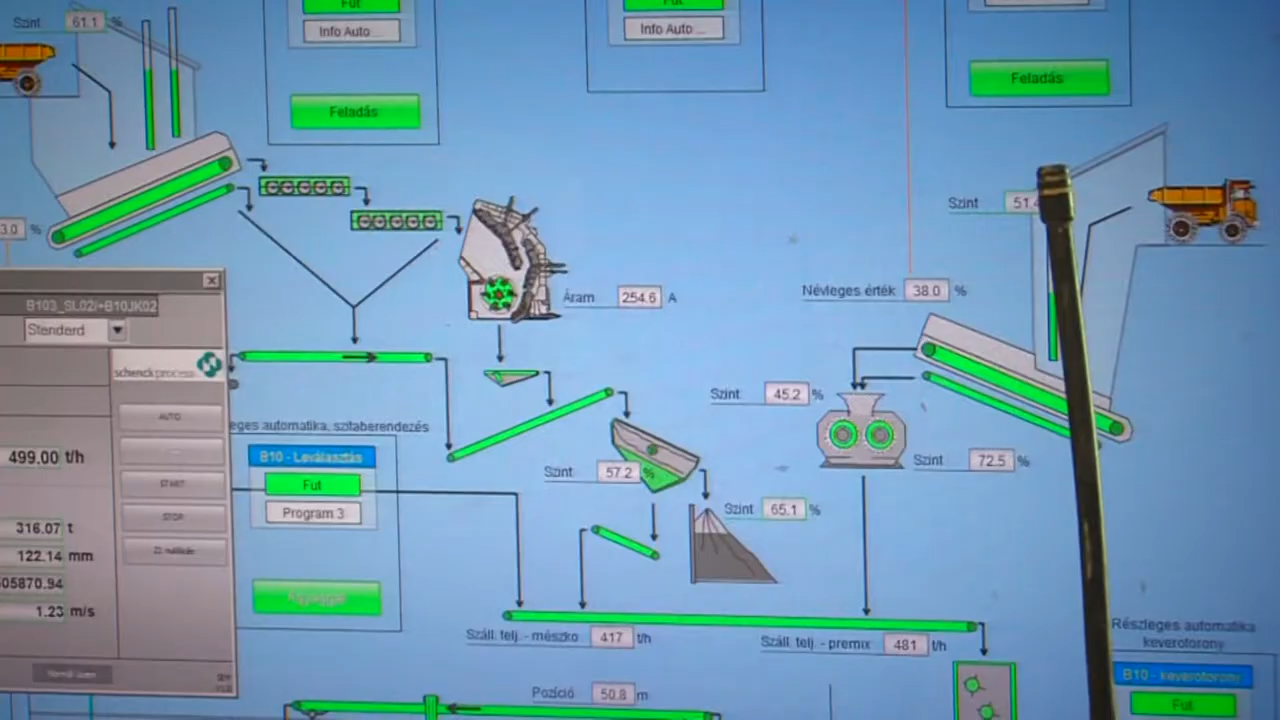 Szint 61.1 %
Fut
Info Auto ...
Feladás
Fut
Info Auto ...
Feladás
3.0 %
Szint 51.4
Áram 254.6 A
Névleges érték 38.0 %
B103_SL02/+B10JK02
Standard
schenck process
AUTO
START
STOP
499.00 t/h
316.07 t
122.14 mm
05870.94
1.23 m/s
eges automatika, szitaberendezés
B10 - Leválasztás
Fut
Program 3
Szint 45.2 %
Szint 57.2 %
Szint 72.5 %
Szint 65.1 %
Száll. telj. - mészko 417 t/h
Száll. telj. - premix 481 t/h
Pozíció 50.8 m
Részleges automatika
keverotorony
B10 - keverotorony
Fut